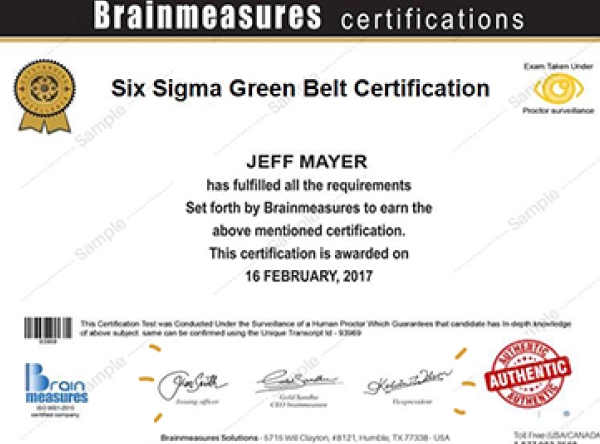 Brainmeasures certifications
Exam Taken Under
Six Sigma Green Belt Certification
Proctor surveillance
JEFF MAYER
has fulfilled all the requirements
Set forth by Brainmeasures to earn the
above mentioned certification.
This certification is awarded on
16 FEBRUARY, 2017
This Certification Test was Conducted Under the Surveillance of a Human Proctor Which Guarantees that candidate has In depth knowledge
of above subject. same can be confirmed using the Unique Transcript Id - 93969
93969
Brain
measures
ISO 9001-2015
certified company
Issuing officer
Gold Sandhu
CEO brainmeasure
Vicepresident
AUTHENTIC
AUTHENTIC
AUTHENTIC
Brainmeasures Solutions - 5715 Will Clayton, #8121, Humble, TX 77338 - USA
Toll Free (USA/CANADA
Sample
Sample
Sample
Sample
Sample
Sample